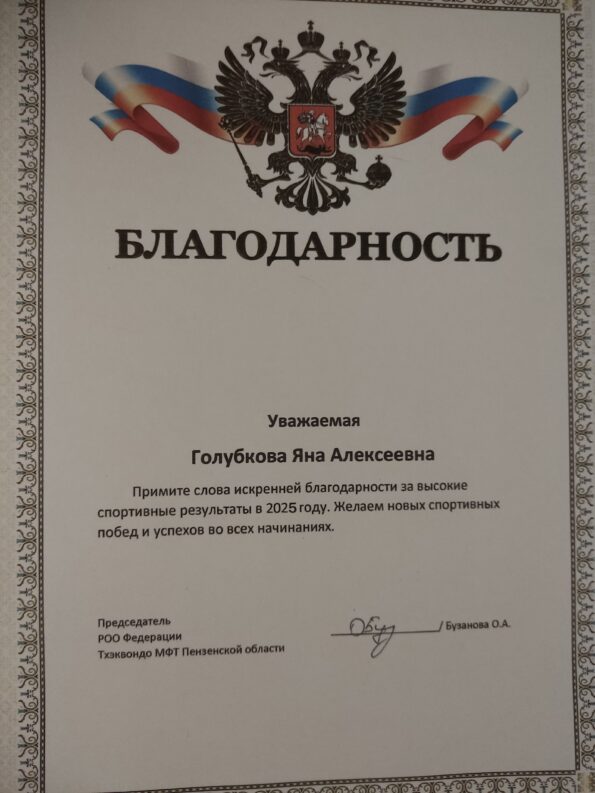 БЛАГОДАРНОСТЬ
Уважаемая
Голубкова Яна Алексеевна
Примите слова искренней благодарности за высокие
спортивные результаты в 2025 году. Желаем новых спортивных
побед и успехов во всех начинаниях.
Председатель
РОО Федерации
Тхэквондо МФТ Пензенской области
/ Бузанова О.А.